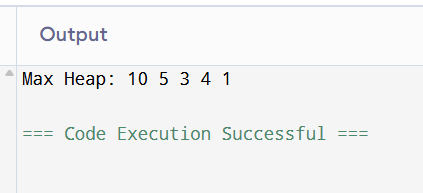 Output
Max Heap: 10 5 3 4 1
=== Code Execution Successful ===